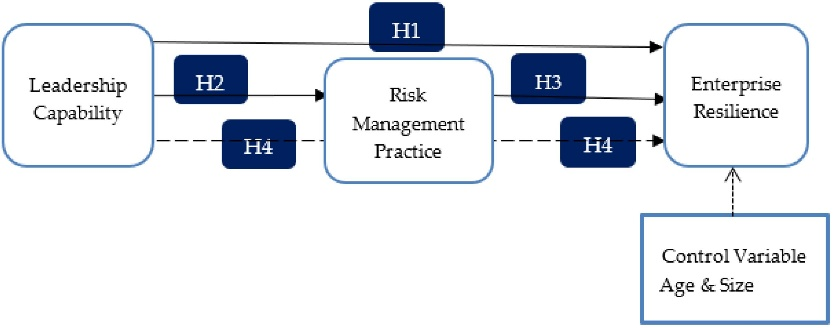 H1
Leadership
Capability
H2
Risk
Management
Practice
H3
Enterprise
Resilience
H4
H4
Control Variable
Age & Size